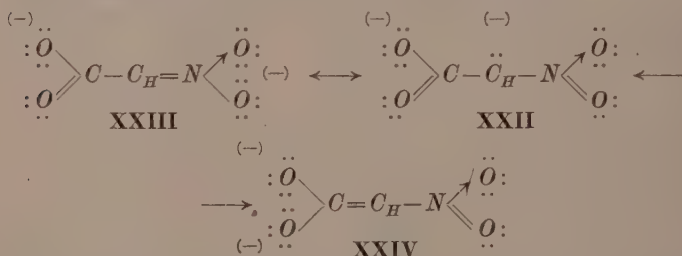 (−) (−) (−)
:O O: :O O:
C−C_H=N (−) ↔ C−C_H−N ←
O O: O O:
XXIII XXII
(−)
:O O:
→ C=C_H−N
:O O:
(−) XXIV